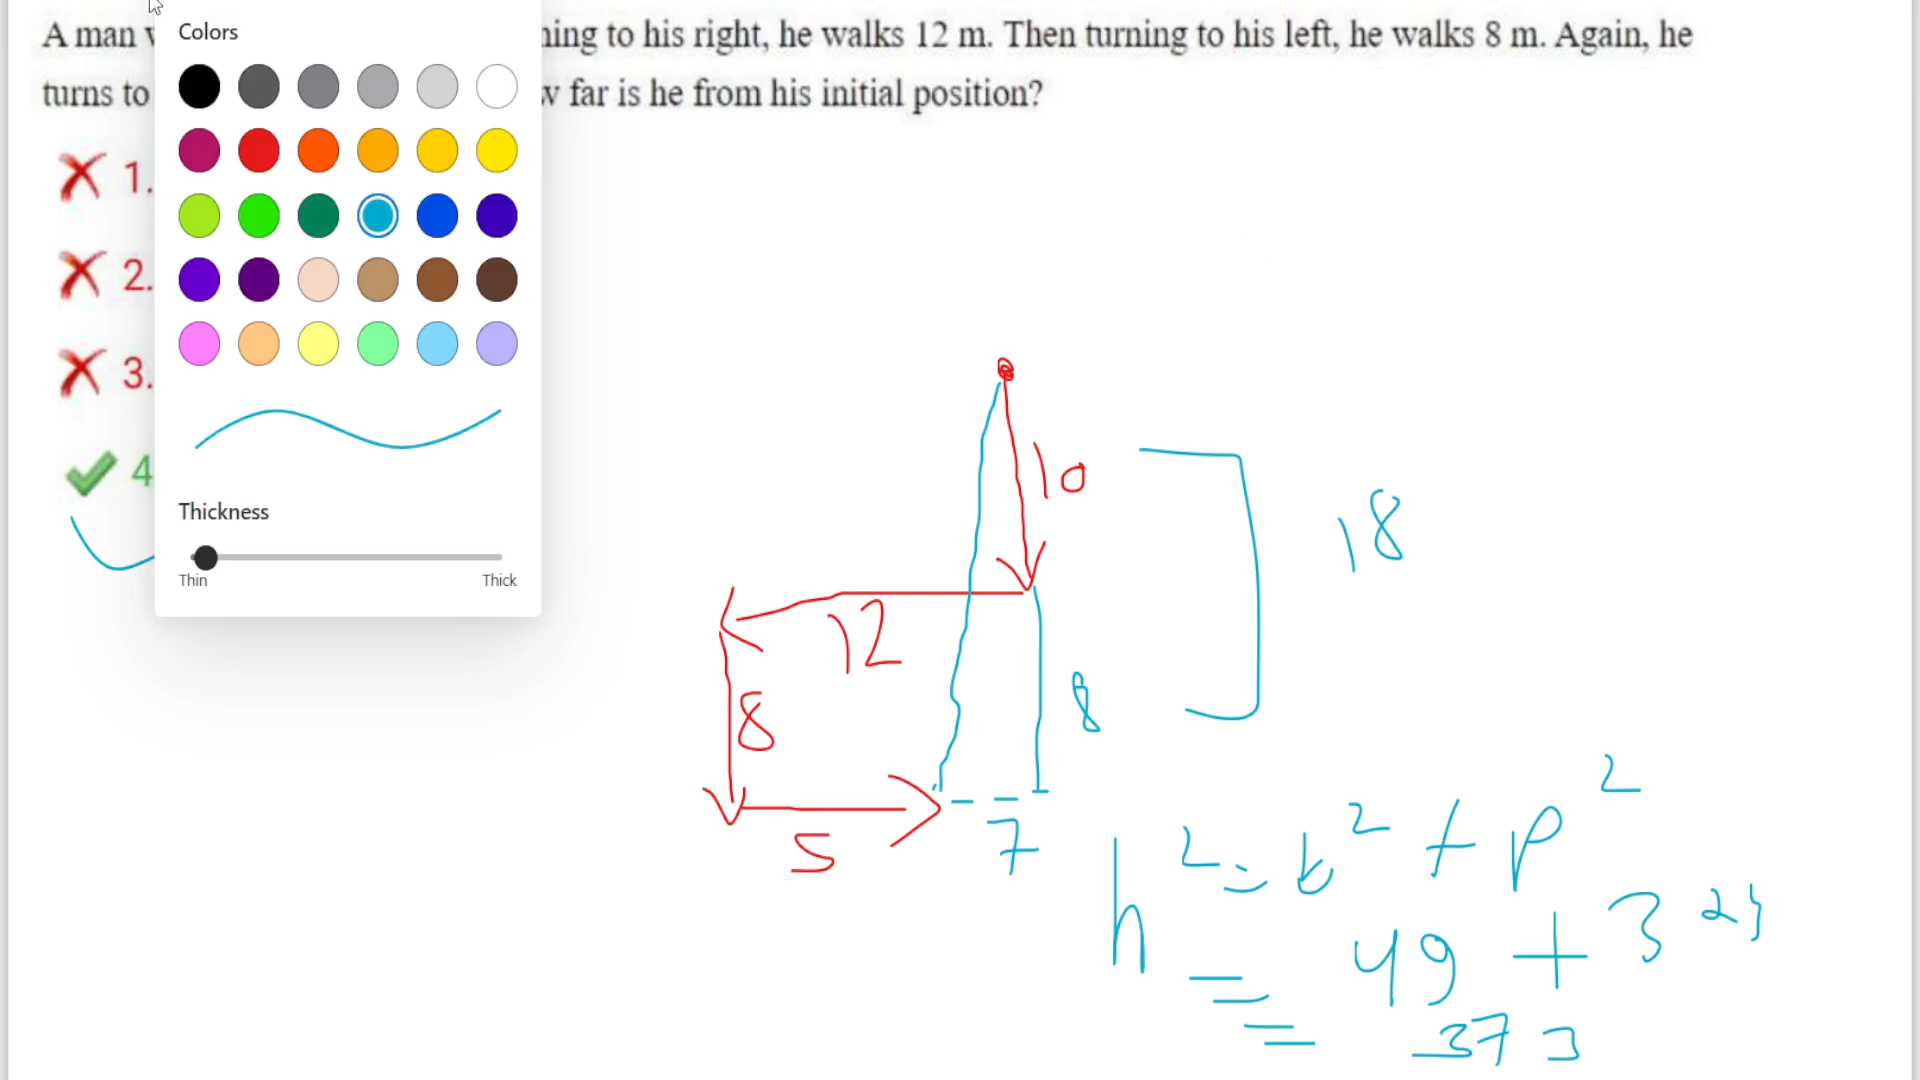 A man
Colors
ning to his right, he walks 12 m. Then turning to his left, he walks 8 m. Again, he
turns to
far is he from his initial position?
1.
2.
3.
4
Thickness
Thin
Thick
10
18
12
8
8
5
7
h² = b² + p²
= 49 + 324
= 373